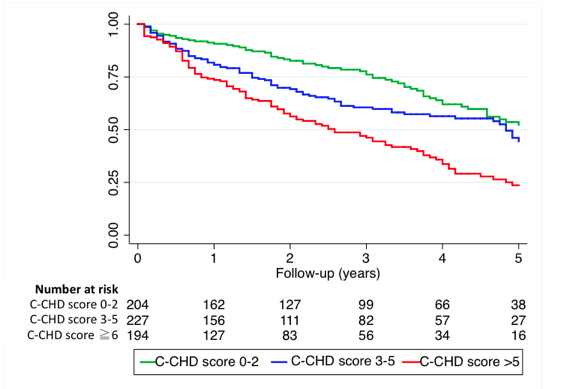 1.00
0.75
0.50
0.25
0.00
0 1 2 3 4 5
Follow-up (years)
Number at risk
C-CHD score 0-2 204 162 127 99 66 38
C-CHD score 3-5 227 156 111 82 57 27
C-CHD score ≧6 194 127 83 56 34 16
C-CHD score 0-2 C-CHD score 3-5 C-CHD score >5